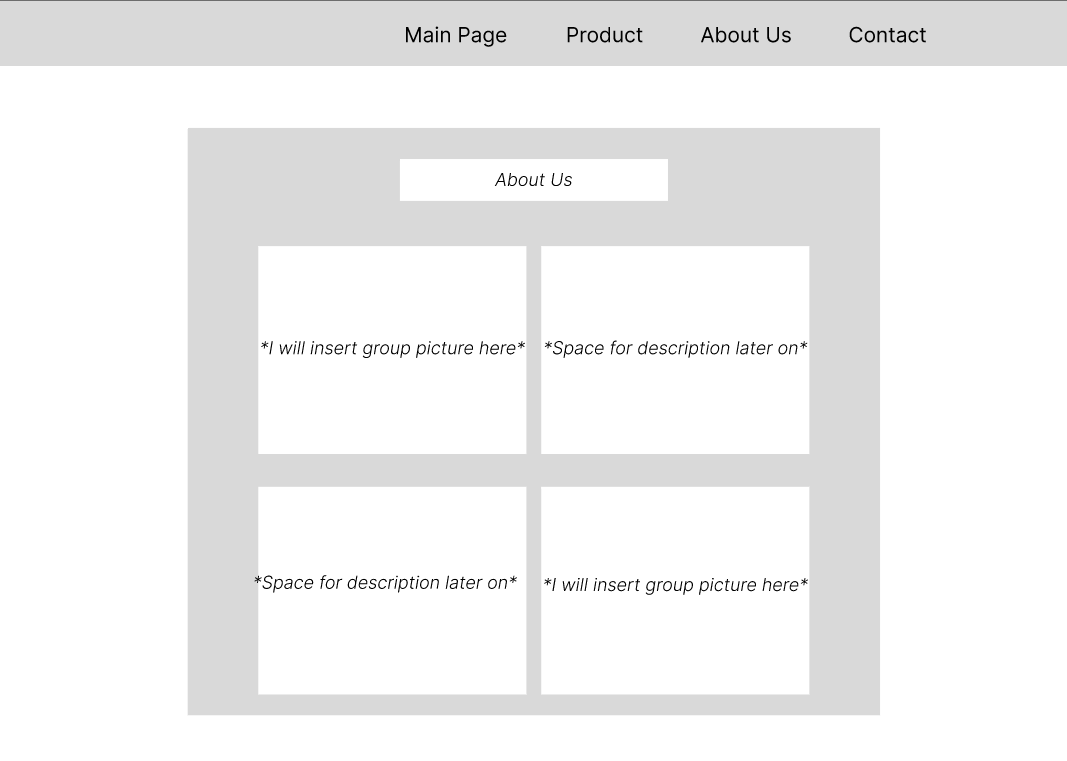 Main Page Product About Us Contact
About Us
*I will insert group picture here* *Space for description later on*
*Space for description later on* *I will insert group picture here*